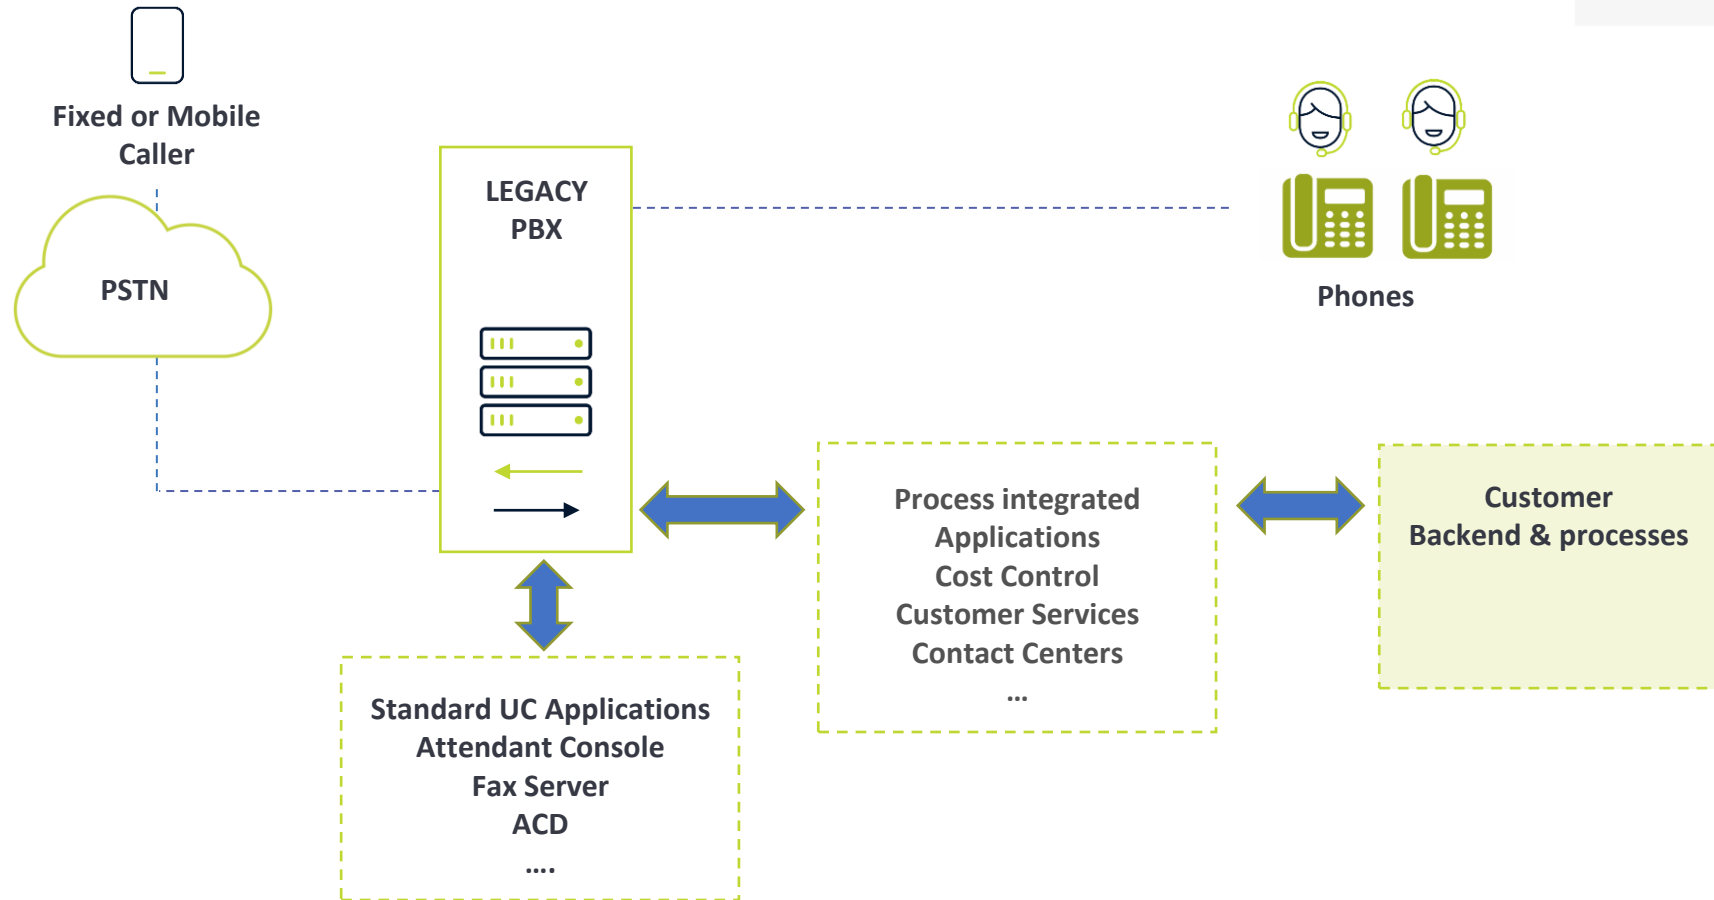 Fixed or Mobile
Caller
PSTN
LEGACY
PBX
Phones
Process integrated
Applications
Cost Control
Customer Services
Contact Centers
…
Customer
Backend & processes
Standard UC Applications
Attendant Console
Fax Server
ACD
....